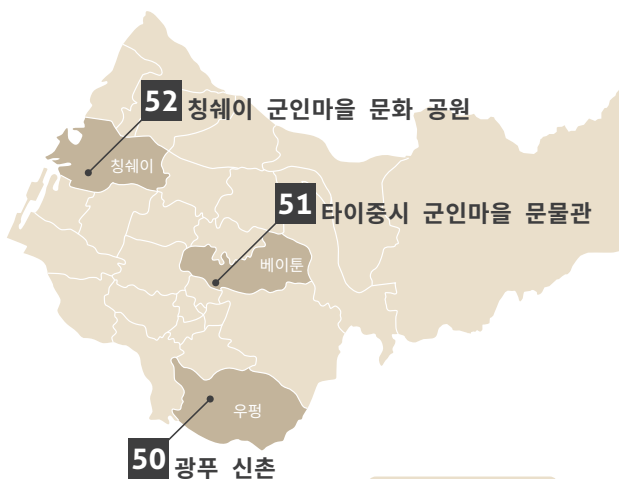 52 칭쉐이 군인마을 문화 공원
칭쉐이
51 타이중시 군인마을 문물관
베이툰
우펑
50 광푸 신촌